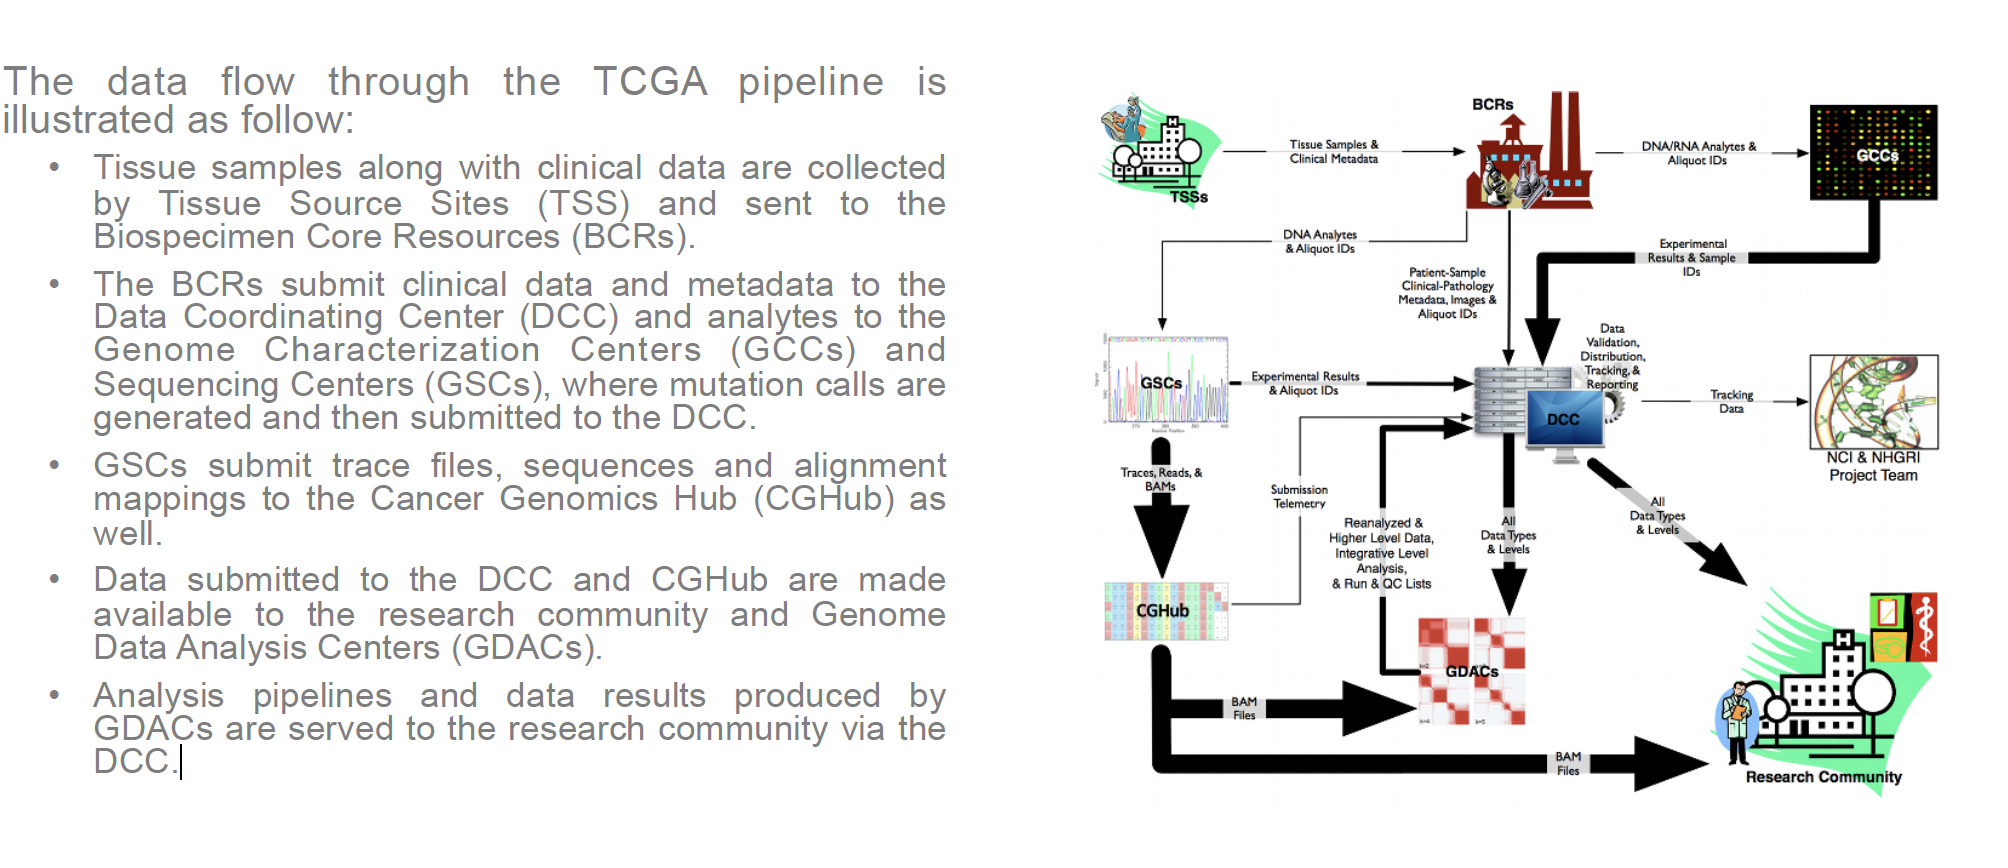 The data flow through the TCGA pipeline is
illustrated as follow:
• Tissue samples along with clinical data are collected
by Tissue Source Sites (TSS) and sent to the
Biospecimen Core Resources (BCRs).
• The BCRs submit clinical data and metadata to the
Data Coordinating Center (DCC) and analytes to the
Genome Characterization Centers (GCCs) and
Sequencing Centers (GSCs), where mutation calls are
generated and then submitted to the DCC.
• GSCs submit trace files, sequences and alignment
mappings to the Cancer Genomics Hub (CGHub) as
well.
• Data submitted to the DCC and CGHub are made
available to the research community and Genome
Data Analysis Centers (GDACs).
• Analysis pipelines and data results produced by
GDACs are served to the research community via the
DCC.
TSSs
Tissue Samples &
Clinical Metadata
BCRs
DNA/RNA Analytes &
Aliquot IDs
GCCs
DNA Analytes
& Aliquot IDs
Patient-Sample
Clinical-Pathology
Metadata, Images &
Aliquot IDs
Experimental
Results & Sample
IDs
GSCs
Experimental Results
& Aliquot IDs
Data
Validation,
Distribution,
Tracking, &
Reporting
DCC
Tracking
Data
NCI & NHGRI
Project Team
Traces, Reads, &
BAMs
Submission
Telemetry
Reanalyzed &
Higher Level Data,
Integrative Level
Analysis,
& Run & QC Lists
All
Data Types
& Levels
All
Data Types
& Levels
CGHub
GDACs
BAM
Files
BAM
Files
H
Research Community